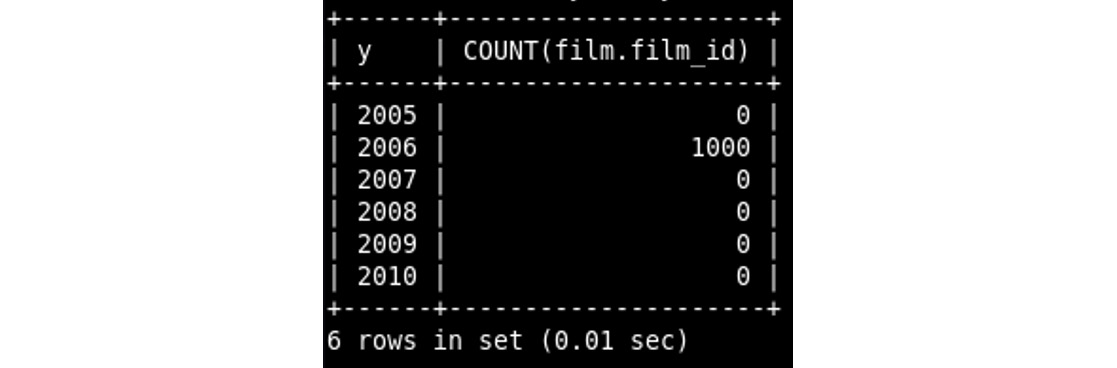 +------+---------------------+
| y    | COUNT(film.film_id) |
+------+---------------------+
| 2005 |                   0 |
| 2006 |                1000 |
| 2007 |                   0 |
| 2008 |                   0 |
| 2009 |                   0 |
| 2010 |                   0 |
+------+---------------------+
6 rows in set (0.01 sec)